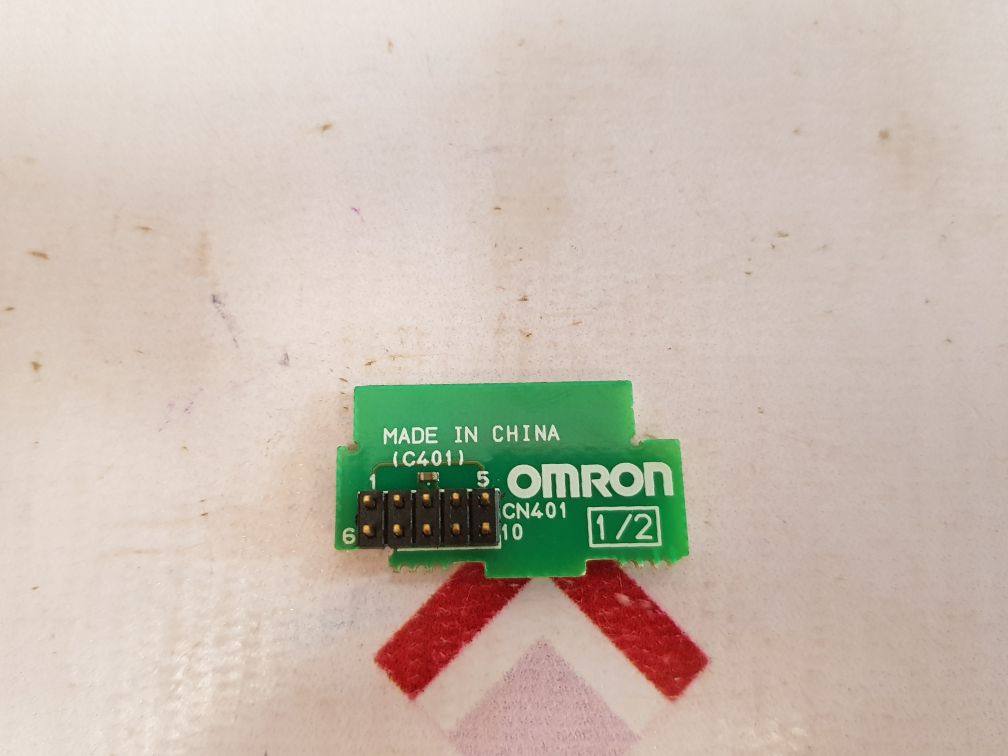 MADE IN CHINA
(C401)
1 5
OMRON
CN401
6 10
1/2